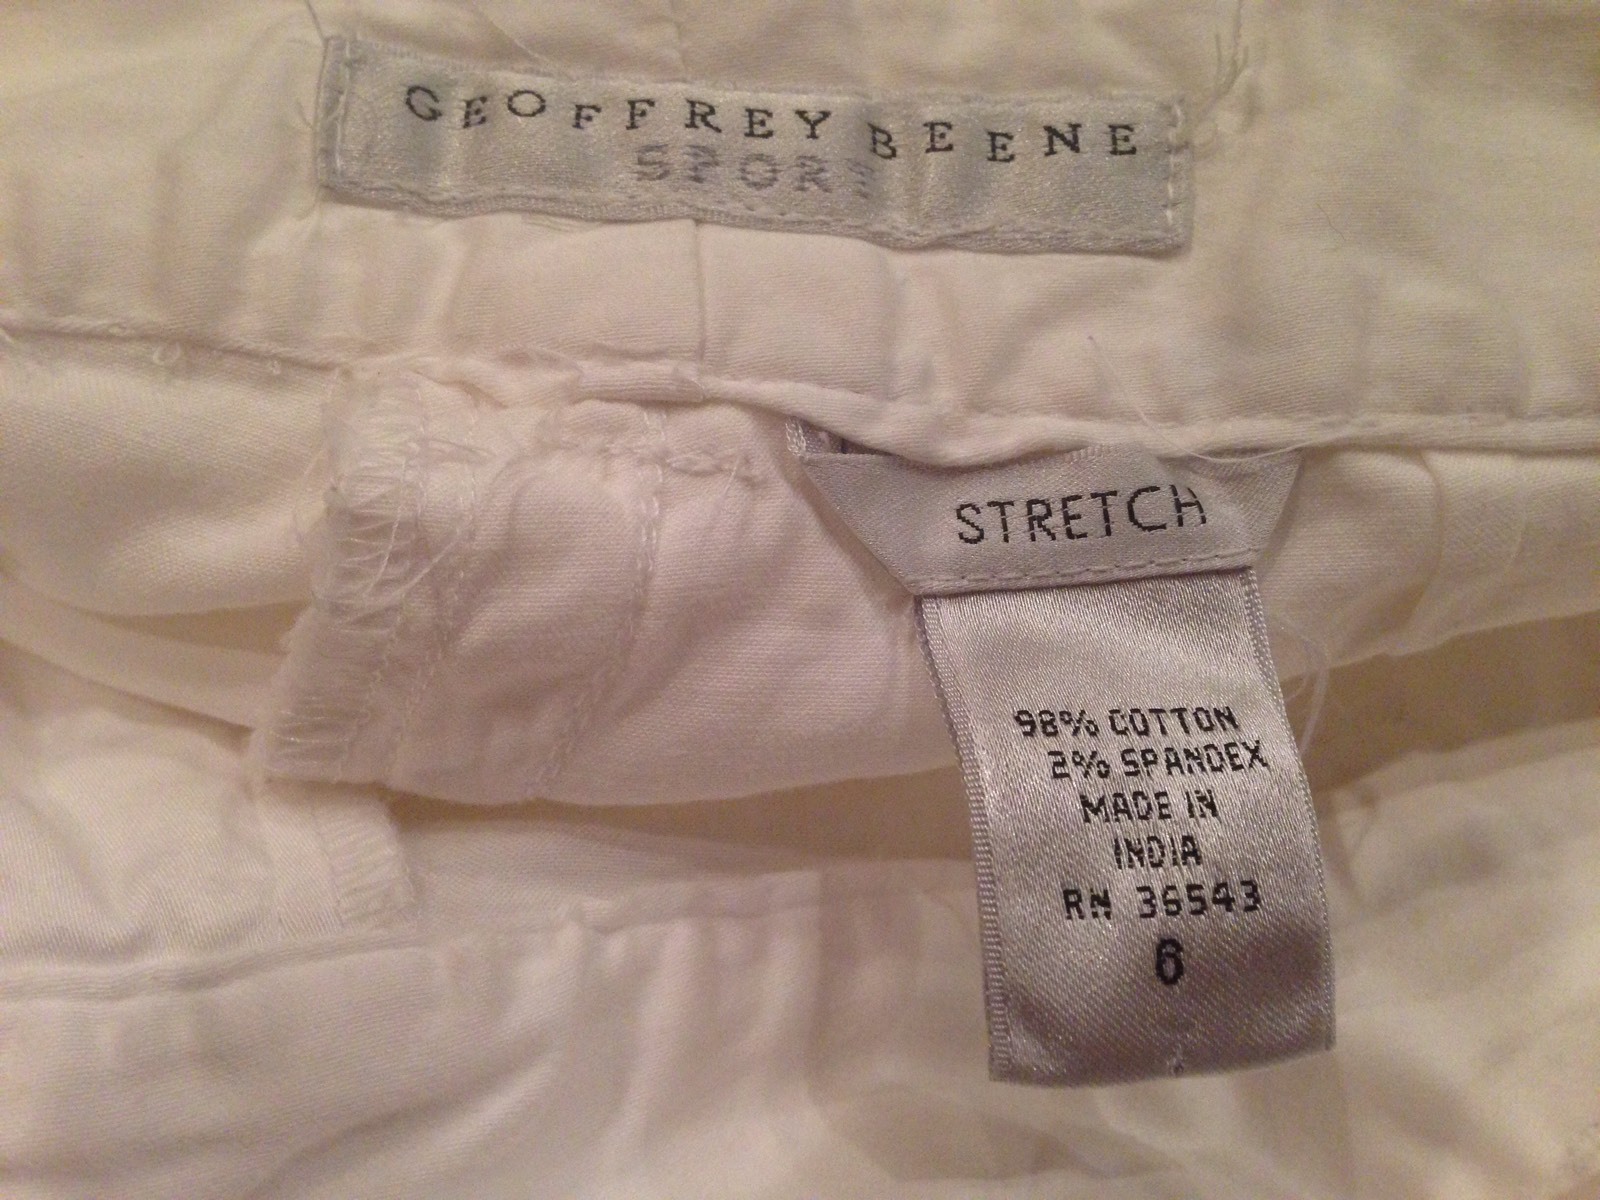 GEOFFREY BEENE
SPORT
STRETCH
98% COTTON
2% SPANDEX
MADE IN
INDIA
RN 36543
6